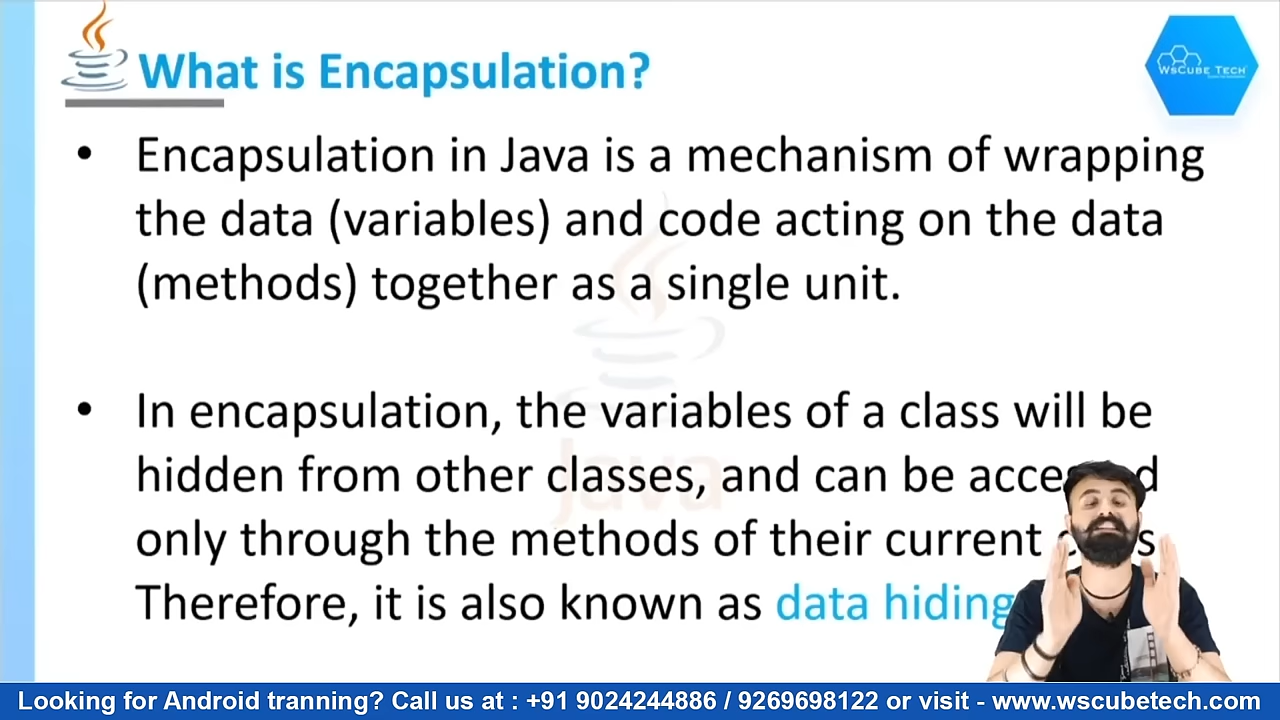 What is Encapsulation?
WsCube Tech
• Encapsulation in Java is a mechanism of wrapping
the data (variables) and code acting on the data
(methods) together as a single unit.
• In encapsulation, the variables of a class will be
hidden from other classes, and can be
only through the methods of their current
Therefore, it is also known as data hiding
Java
Looking for Android tranning? Call us at : +91 9024244886 / 9269698122 or visit - www.wscubetech.com